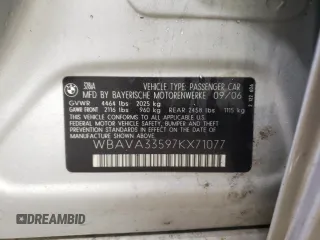 VEHICLE TYPE: PASSENGER CAR
MFD BY BAYERISCHE MOTORENWERKE 09/06
GVWR 4464 lbs 2025 kg
GAWR FRONT 2116 lbs 960 kg REAR 2458 lbs 1115 kg
THIS VEHICLE CONFORMS TO ALL APPLICABLE
FEDERAL MOTOR VEHICLE SAFETY, BUMPER
AND THEFT PREVENTION STANDARDS IN EFFECT ON
THE DATE OF MANUFACTURE SHOWN ABOVE.
WBAVA33597KX71077
DREAMBID